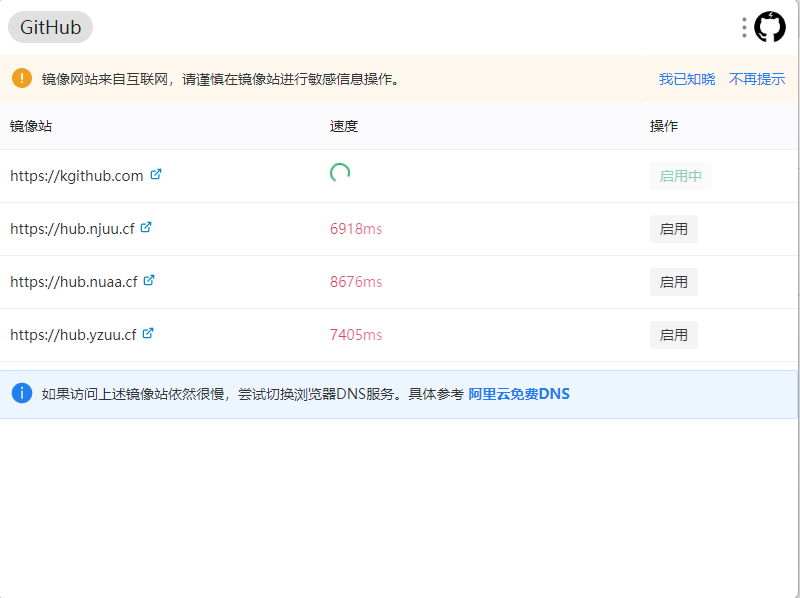 GitHub
镜像网站来自互联网，请谨慎在镜像站进行敏感信息操作。 我已知晓 不再提示
镜像站 速度 操作
https://kgithub.com 启用中
https://hub.njuu.cf 6918ms 启用
https://hub.nuaa.cf 8676ms 启用
https://hub.yzuu.cf 7405ms 启用
如果访问上述镜像站依然很慢，尝试切换浏览器DNS服务。具体参考 阿里云免费DNS